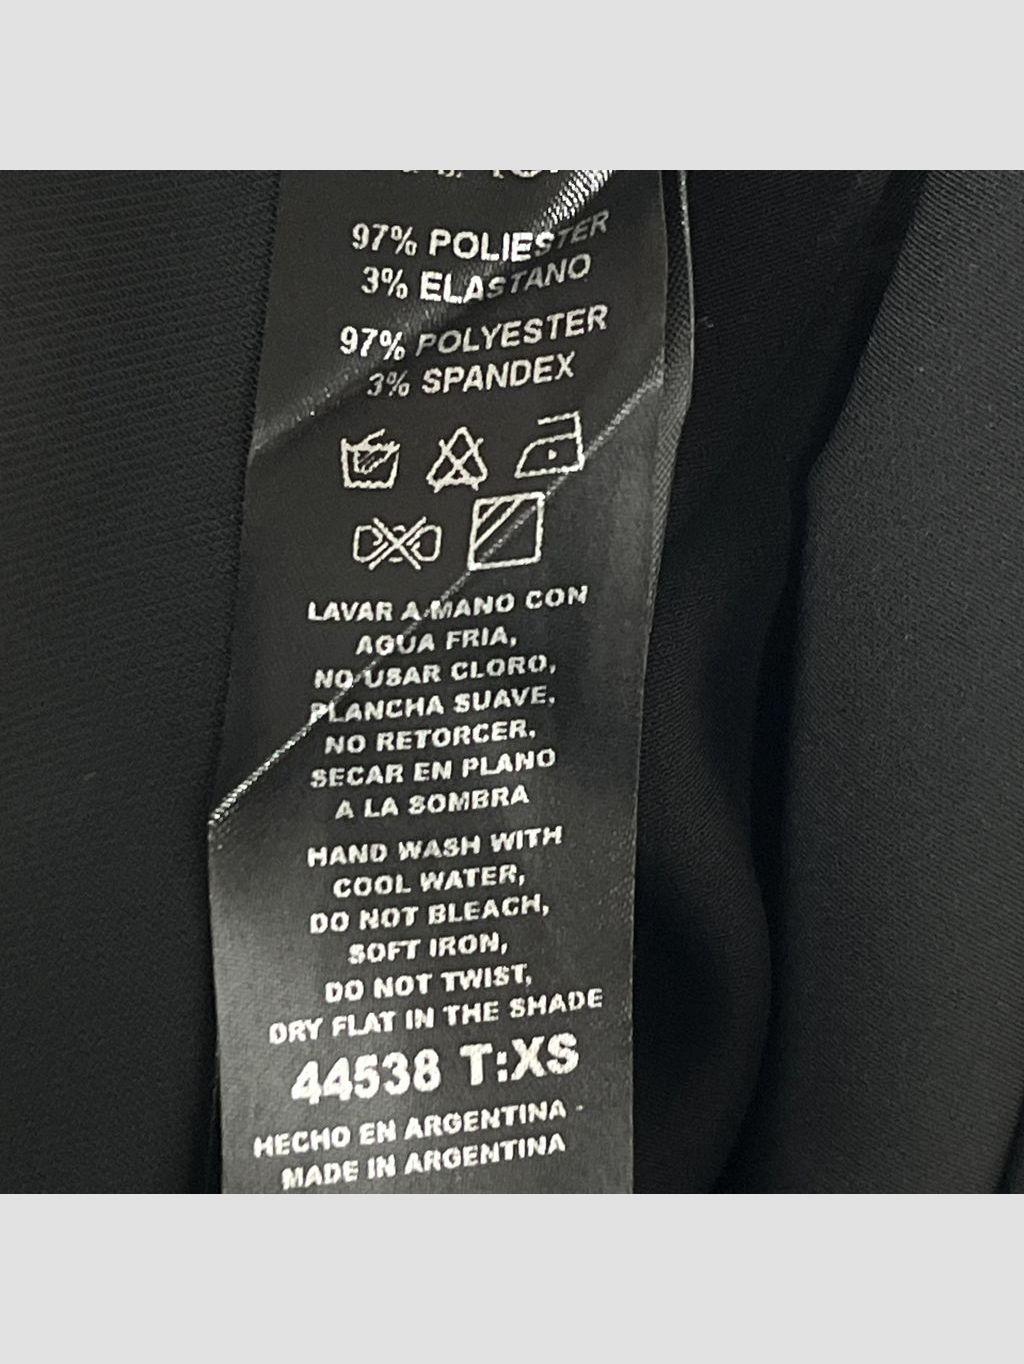 97% POLIESTER
3% ELASTANO
97% POLYESTER
3% SPANDEX
LAVAR A MANO CON
AGUA FRIA,
NO USAR CLORO,
PLANCHA SUAVE,
NO RETORCER,
SECAR EN PLANO
A LA SOMBRA
HAND WASH WITH
COOL WATER,
DO NOT BLEACH,
SOFT IRON,
DO NOT TWIST,
DRY FLAT IN THE SHADE
44538 T:XS
HECHO EN ARGENTINA -
MADE IN ARGENTINA